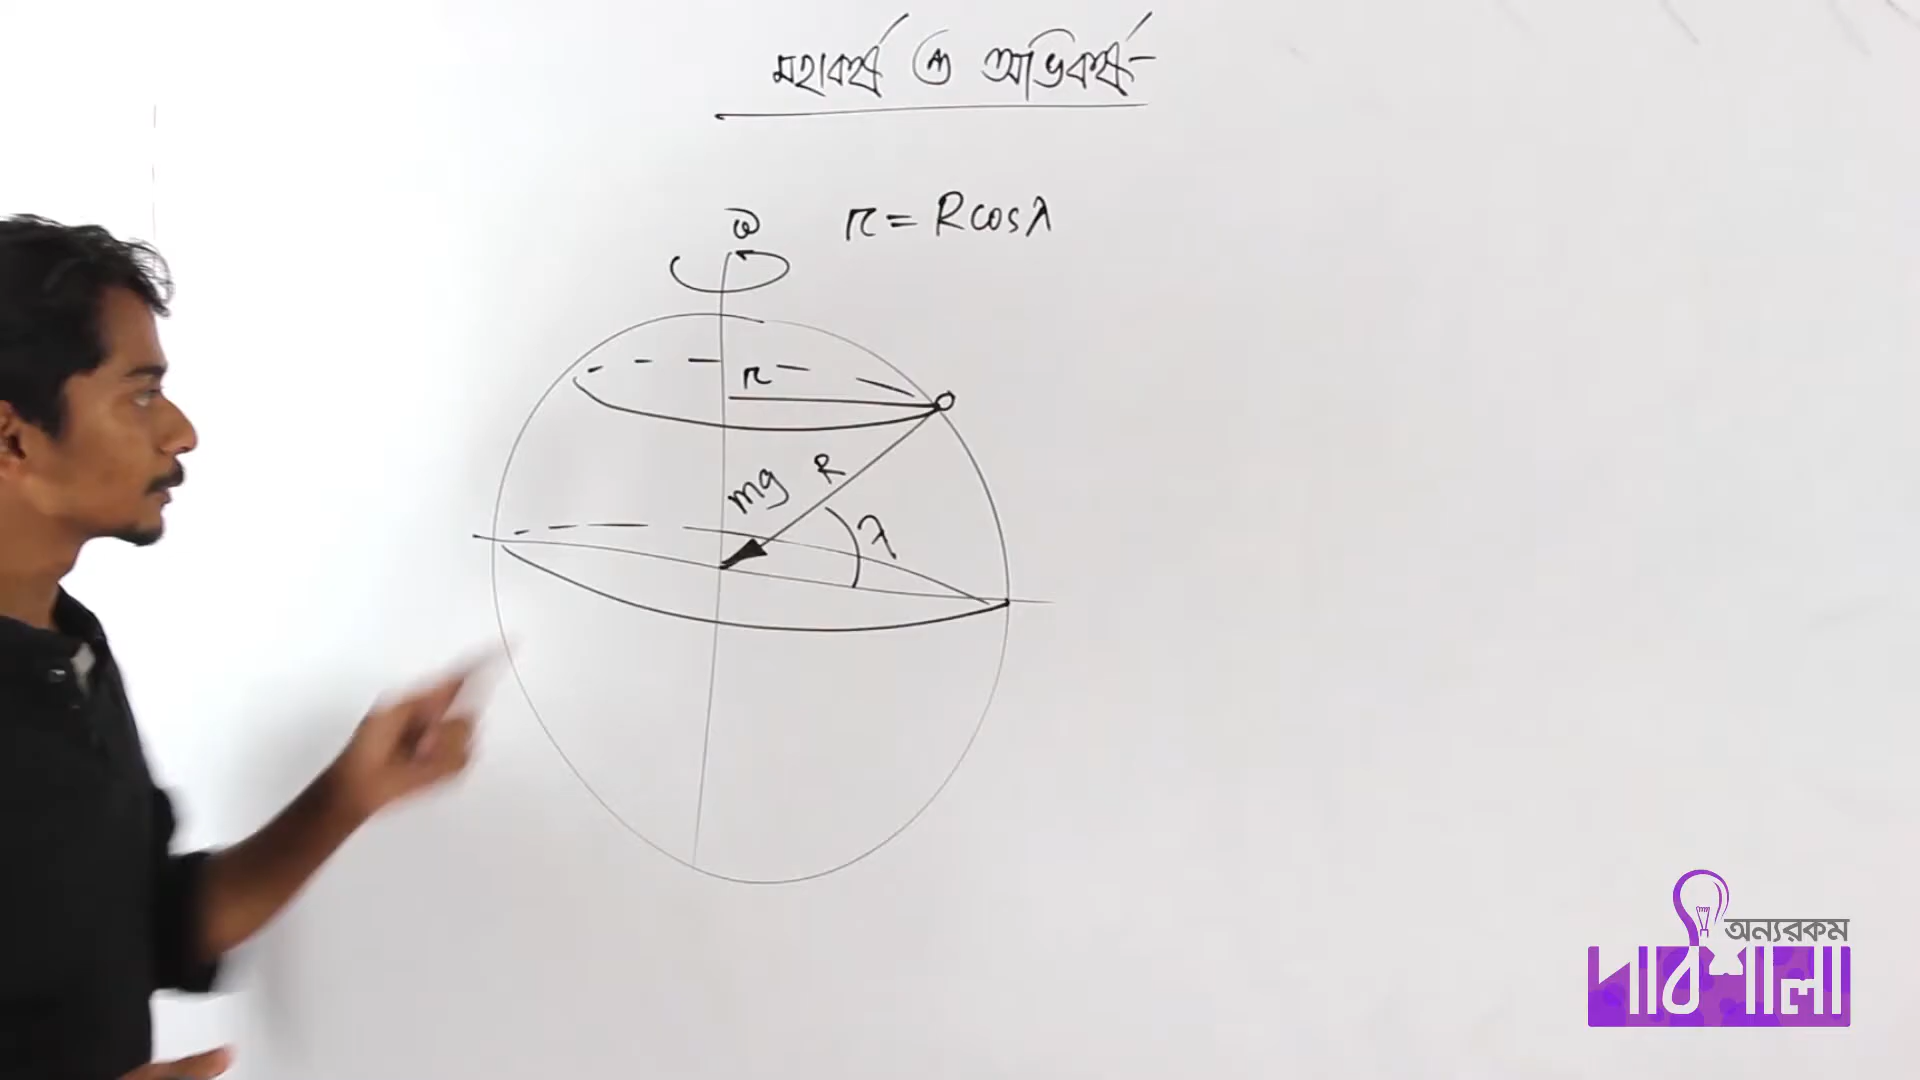 মহাকর্ষ ও অভিকর্ষ
ω r = Rcosλ
r
mg R
λ
অন্যরকম
পাঠশালা